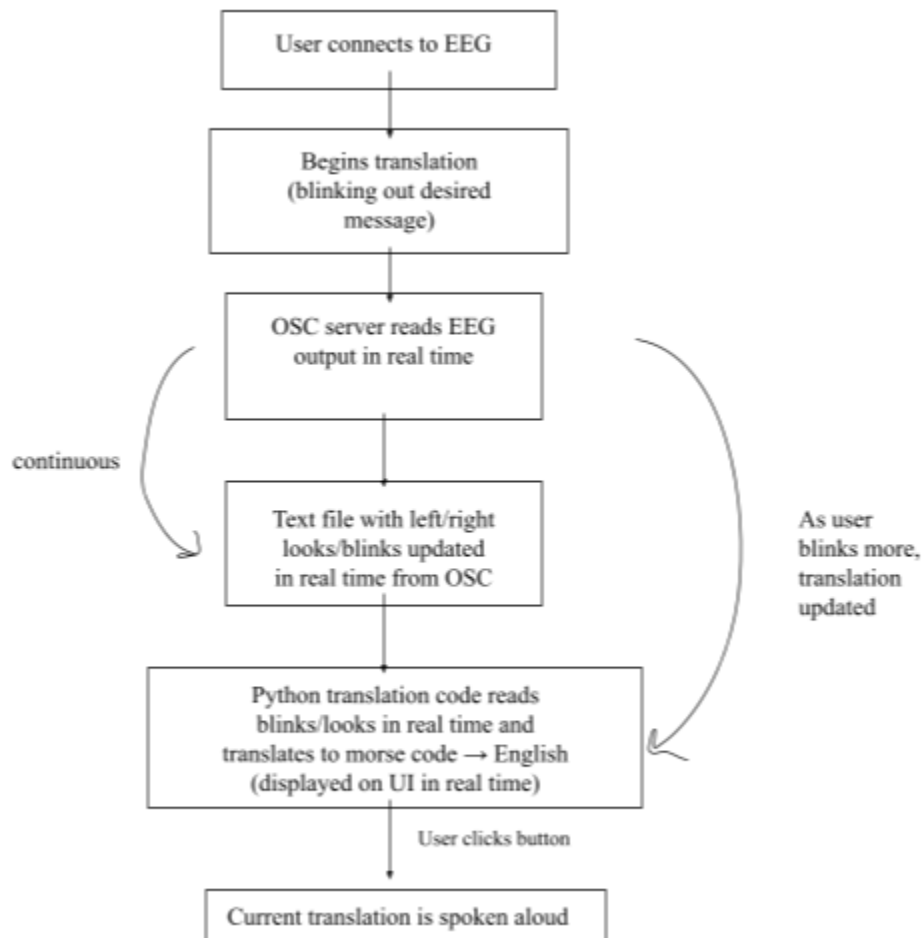 User connects to EEG
Begins translation
(blinking out desired
message)
OSC server reads EEG
output in real time
continuous
Text file with left/right
looks/blinks updated
in real time from OSC
As user
blinks more,
translation
updated
Python translation code reads
blinks/looks in real time and
translates to morse code → English
(displayed on UI in real time)
User clicks button
Current translation is spoken aloud